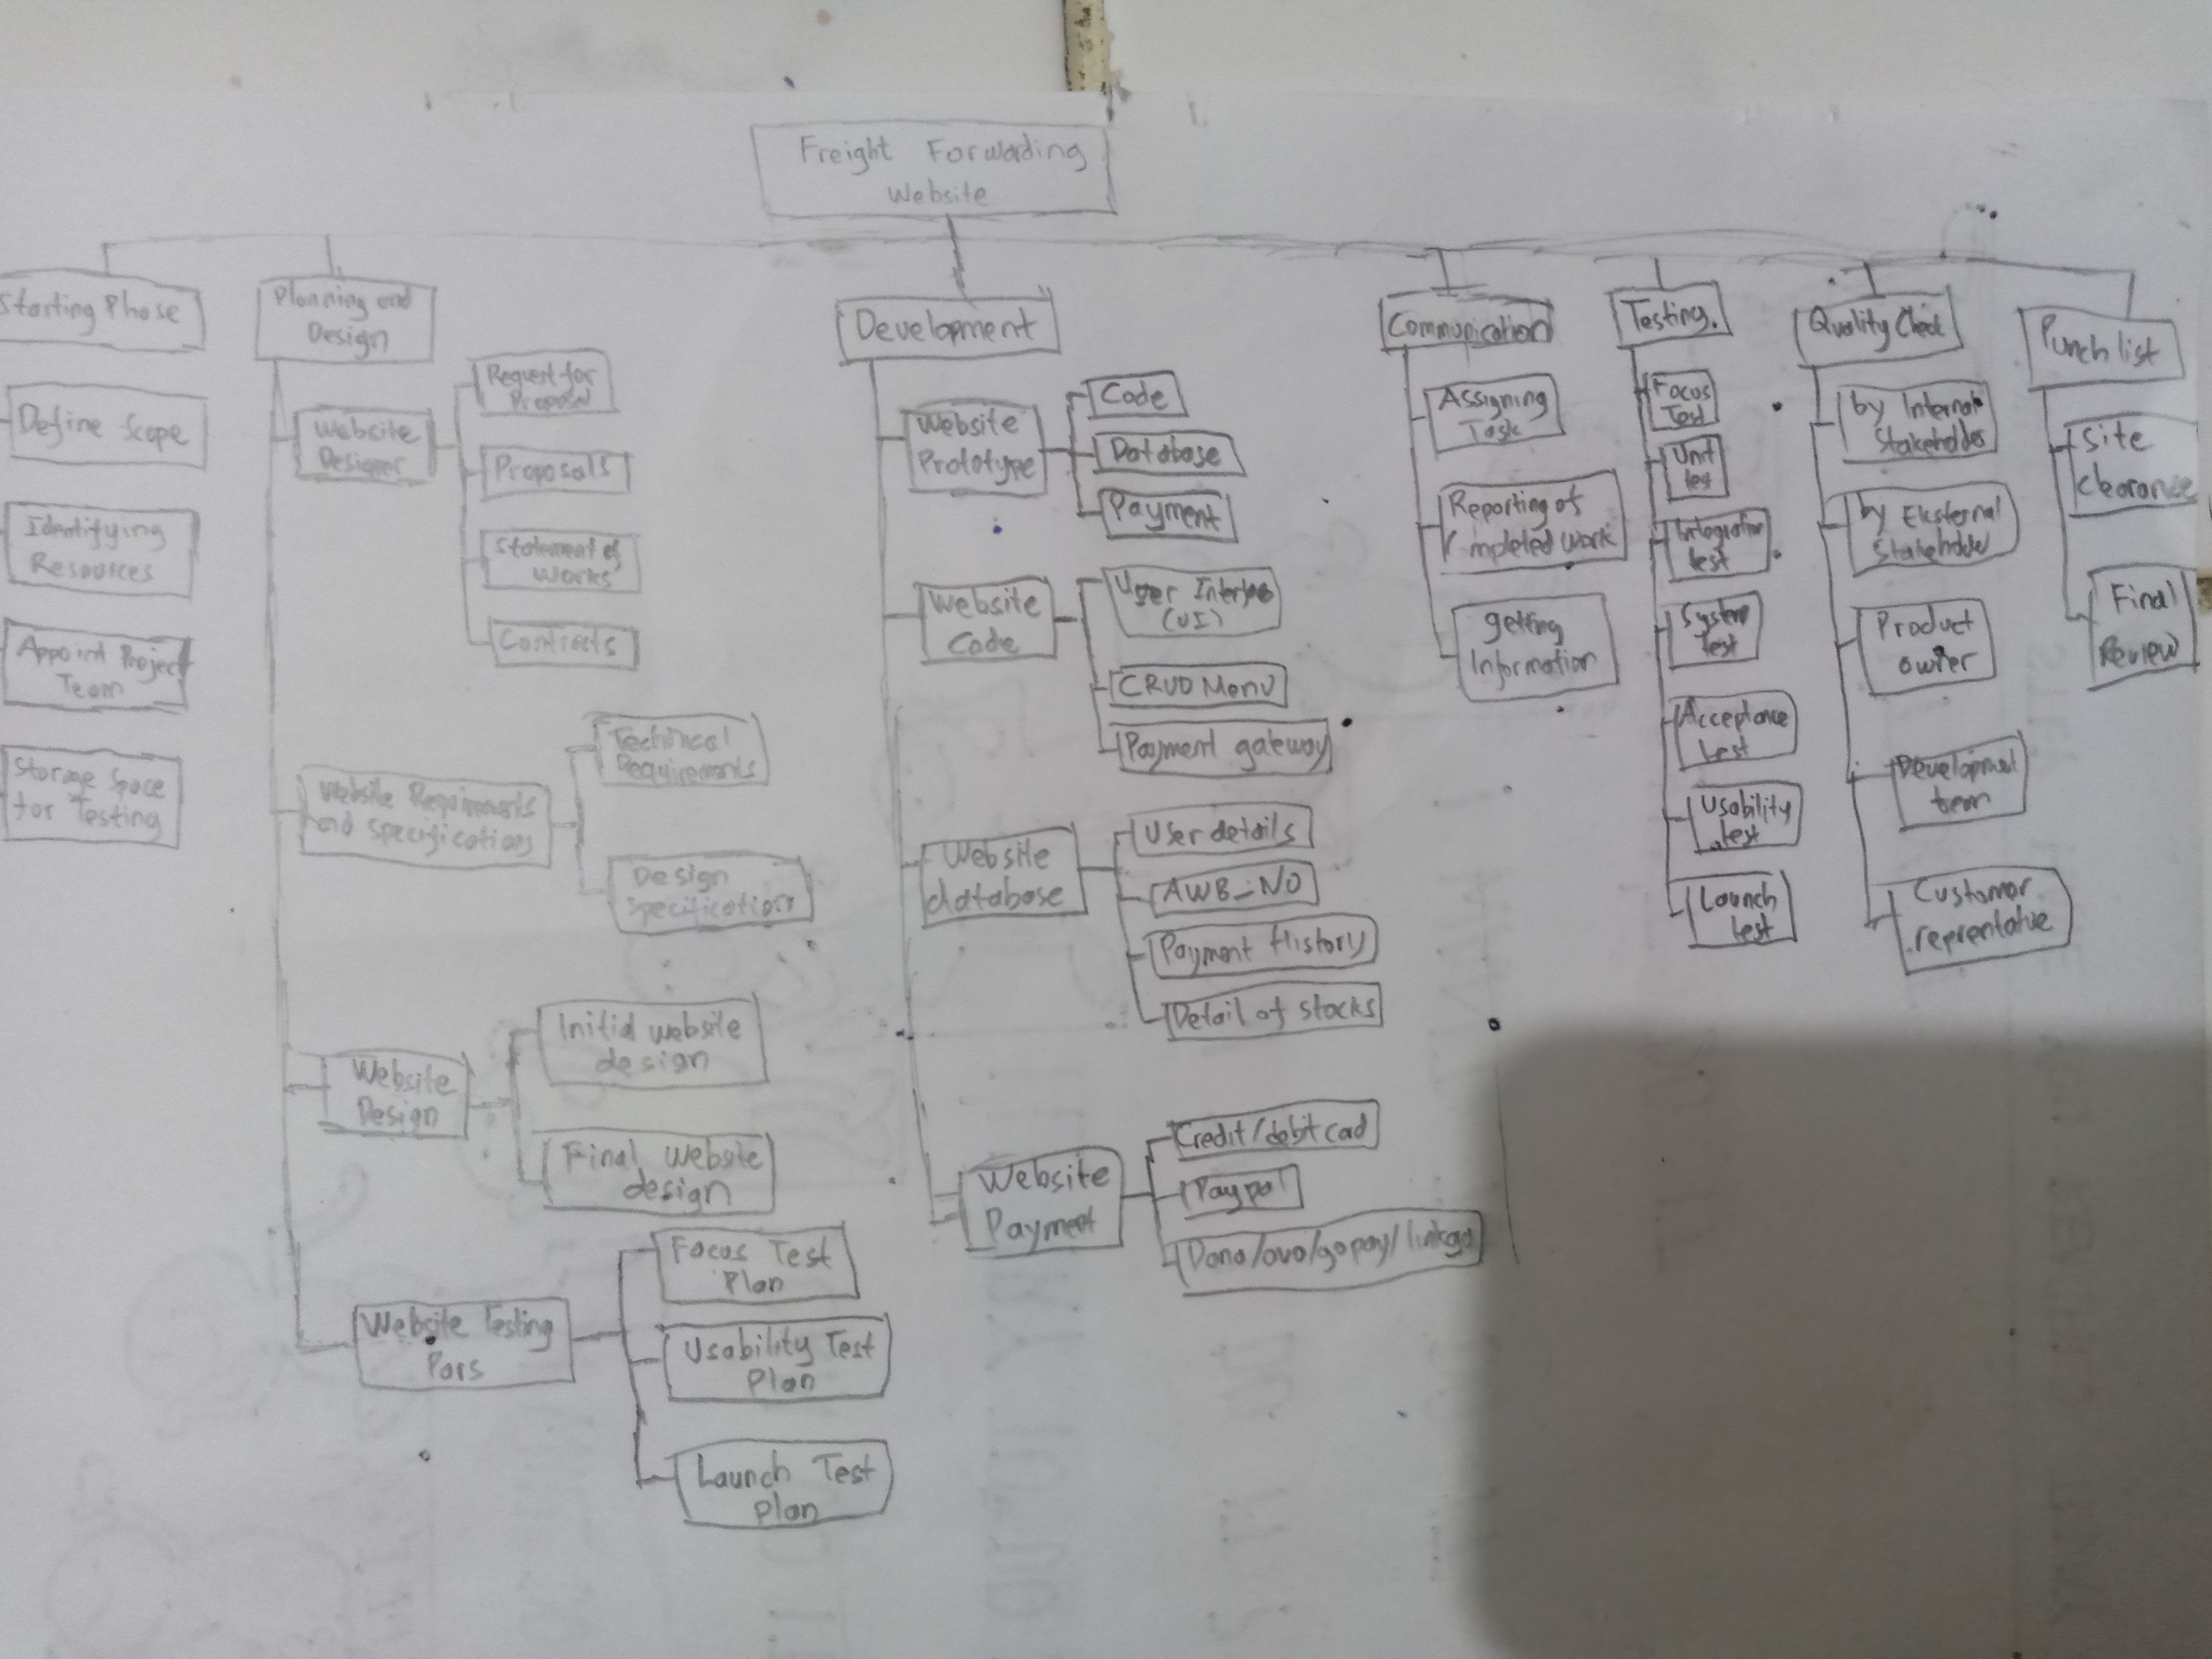 Freight Forwarding
Website
Starting Phase
Define Scope
Identifying
Resources
Appoint Project
Team
Storage Space
for Testing
Planning and
Design
Website
Designer
Request for
Proposal
Proposals
Statement of
Works
Contracts
Website Requirments
and specifications
Technical
Requirements
Design
Specifications
Website
Design
Initial website
design
Final Website
design
Website Testing
Focus Test
Plan
Usability Test
Plan
Launch Test
Plan
Development
Website
Prototype
Code
Database
Payment
Website
Code
User Interface
(UI)
CRUD Menu
Payment gateway
Website
database
User details
AWB_NO
Payment History
Detail of stocks
Website
Payment
Credit/debit card
Paypal
Dana/ovo/gopay/linkaja
Communication
Assigning
Task
Reporting of
Completed work
getting
Information
Testing.
Focus
Test
Unit
test
Integration
test
System
test
Acceptance
test
Usability
test
Launch
test
Quality Check
by Internal
Stakeholder
by Eksternal
Stakeholder
Product
owner
Development
team
Customer
Punch list
Site
Clearance
Final
Review